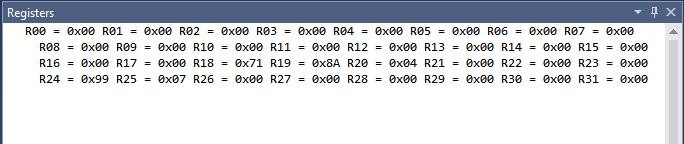 Registers
R00 = 0x00 R01 = 0x00 R02 = 0x00 R03 = 0x00 R04 = 0x00 R05 = 0x00 R06 = 0x00 R07 = 0x00
R08 = 0x00 R09 = 0x00 R10 = 0x00 R11 = 0x00 R12 = 0x00 R13 = 0x00 R14 = 0x00 R15 = 0x00
R16 = 0x00 R17 = 0x00 R18 = 0x71 R19 = 0x8A R20 = 0x04 R21 = 0x00 R22 = 0x00 R23 = 0x00
R24 = 0x99 R25 = 0x07 R26 = 0x00 R27 = 0x00 R28 = 0x00 R29 = 0x00 R30 = 0x00 R31 = 0x00